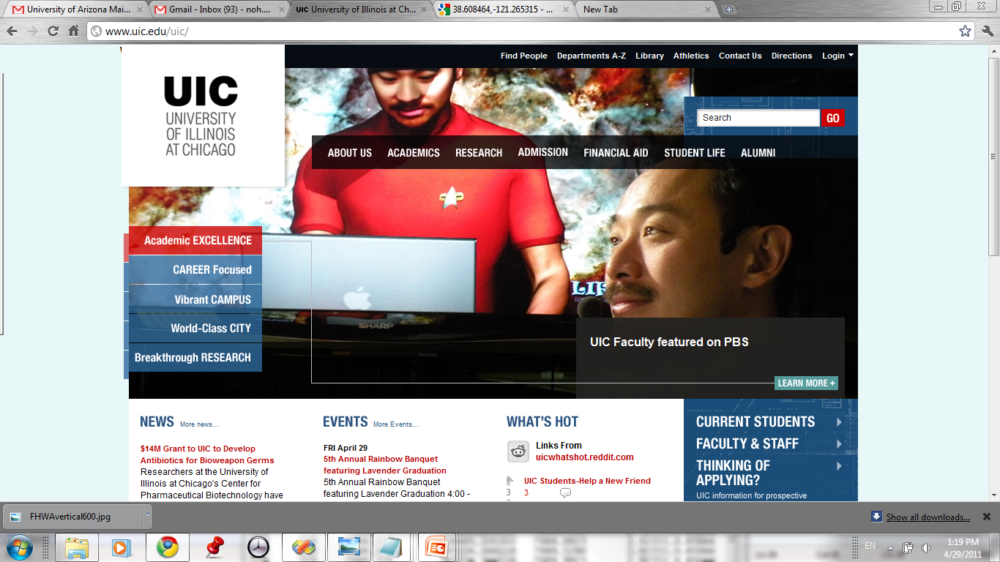 University of Arizona Mai...
Gmail - Inbox (93) - noh....
UIC University of Illinois at Ch...
38.608464,-121.265315 - ...
New Tab
www.uic.edu/uic/
Find People Departments A-Z Library Athletics Contact Us Directions Login
UIC
UNIVERSITY
OF ILLINOIS
AT CHICAGO
Search GO
ABOUT US ACADEMICS RESEARCH ADMISSION FINANCIAL AID STUDENT LIFE ALUMNI
Academic EXCELLENCE
CAREER Focused
Vibrant CAMPUS
World-Class CITY
Breakthrough RESEARCH
SHARP
UIC Faculty featured on PBS
LEARN MORE +
NEWS More news...
$14M Grant to UIC to Develop
Antibiotics for Bioweapon Germs
Researchers at the University of
Illinois at Chicago's Center for
Pharmaceutical Biotechnology have
EVENTS More Events...
FRI April 29
5th Annual Rainbow Banquet
featuring Lavender Graduation
5th Annual Rainbow Banquet
featuring Lavender Graduation 4:00 -
WHAT'S HOT
Links From
uicwhatshot.reddit.com
UIC Students-Help a New Friend
3 3
CURRENT STUDENTS
FACULTY & STAFF
THINKING OF
APPLYING?
UIC information for prospective
FHWAvertical600.jpg
Show all downloads...
EN
1:19 PM
4/29/2011